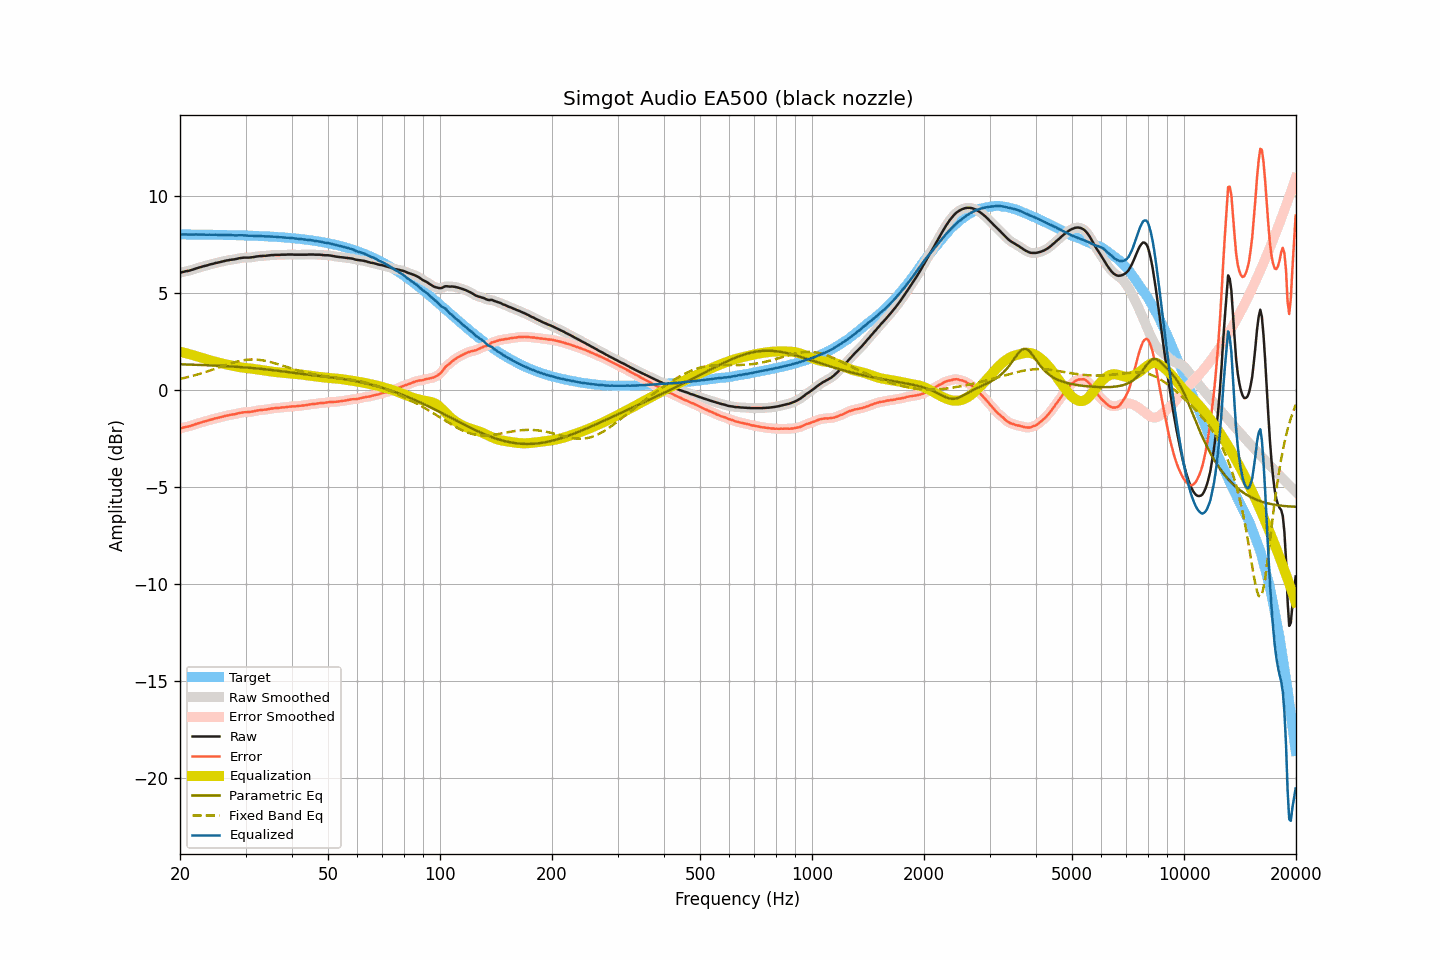 Simgot Audio EA500 (black nozzle)
Amplitude (dBr)
10
5
0
−5
−10
−15
−20
Target
Raw Smoothed
Error Smoothed
Raw
Error
Equalization
Parametric Eq
Fixed Band Eq
Equalized
20 50 100 200 500 1000 2000 5000 10000 20000
Frequency (Hz)